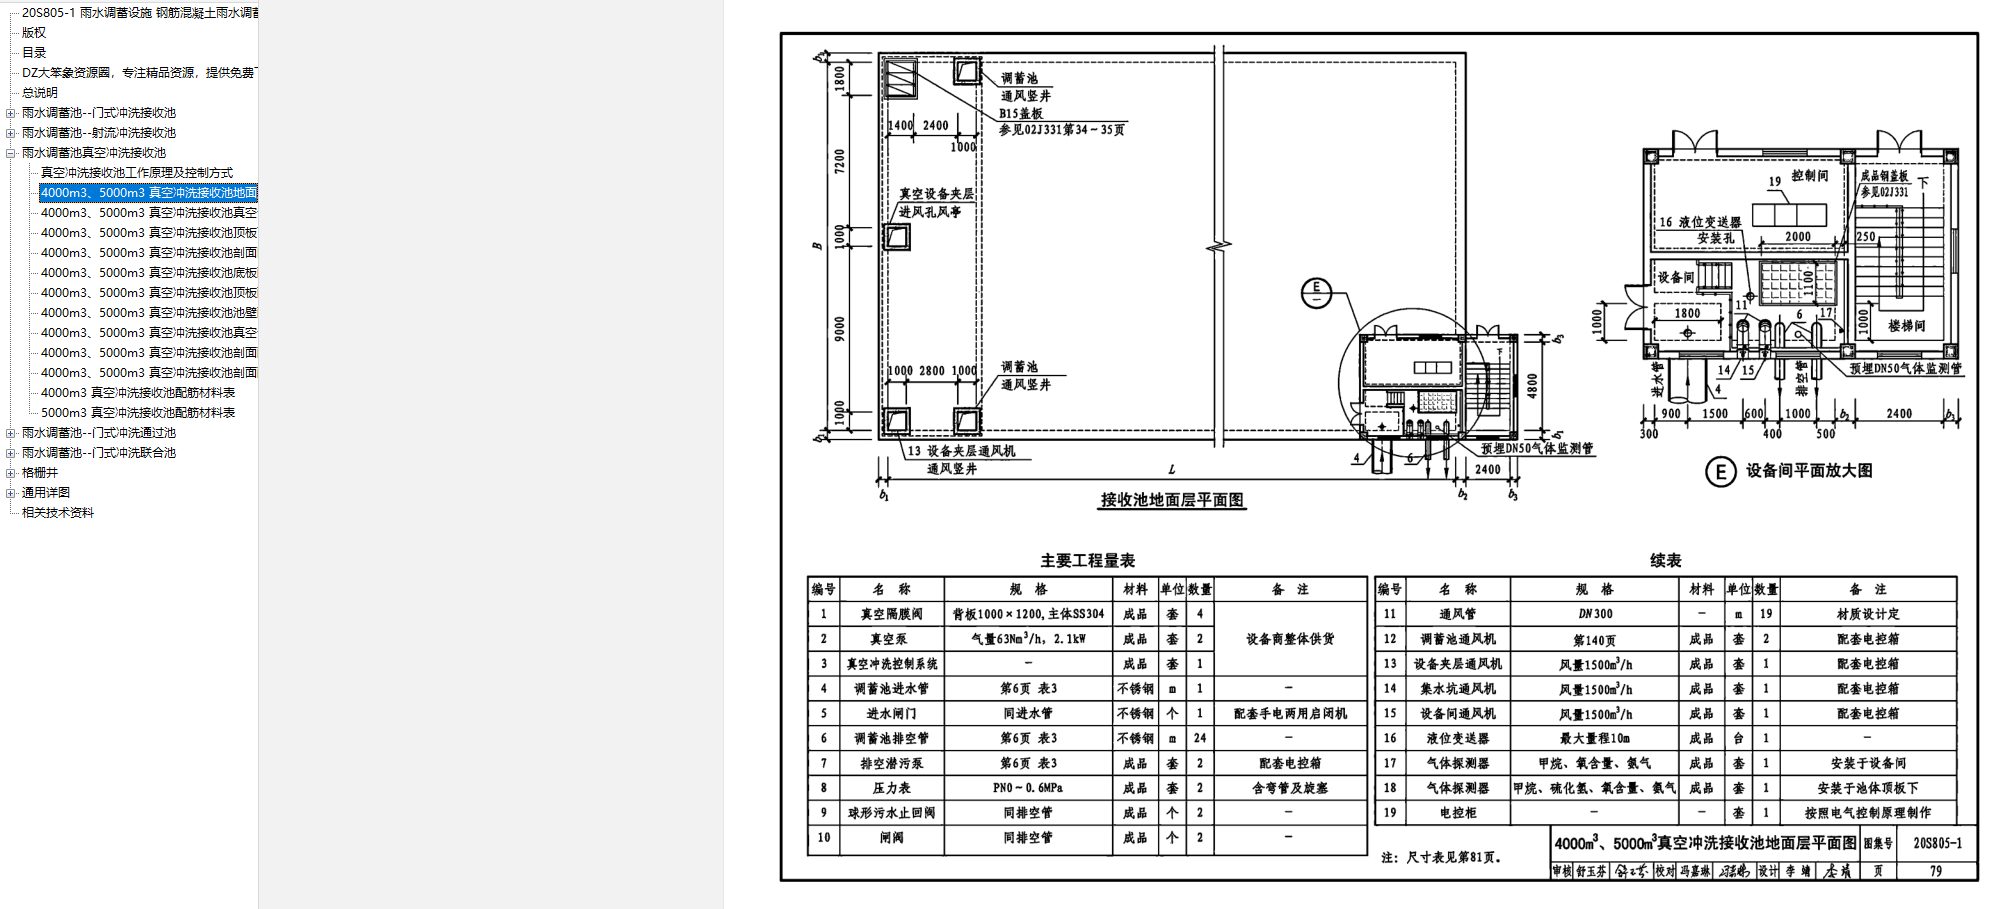 20S805-1 雨水调蓄设施 钢筋混凝土雨水调蓄
版权
目录
DZ大笨象资源圈，专注精品资源，提供免费下
总说明
雨水调蓄池--门式冲洗接收池
雨水调蓄池--射流冲洗接收池
雨水调蓄池真空冲洗接收池
真空冲洗接收池工作原理及控制方式
4000m3、5000m3 真空冲洗接收池地面
4000m3、5000m3 真空冲洗接收池真空
4000m3、5000m3 真空冲洗接收池顶板
4000m3、5000m3 真空冲洗接收池剖面
4000m3、5000m3 真空冲洗接收池底板
4000m3、5000m3 真空冲洗接收池顶板
4000m3、5000m3 真空冲洗接收池池壁
4000m3、5000m3 真空冲洗接收池真空
4000m3、5000m3 真空冲洗接收池剖面
4000m3、5000m3 真空冲洗接收池剖面
4000m3 真空冲洗接收池配筋材料表
5000m3 真空冲洗接收池配筋材料表
雨水调蓄池--门式冲洗通过池
雨水调蓄池--门式冲洗联合池
格栅井
通用详图
相关技术资料
b₃
1800
7200
1000
B
9000
1000
b₁
1400 2400
1000
调蓄池
通风竖井
B15盖板
参见02J331第34～35页
真空设备夹层
进风孔风亭
1000 2800 1000
调蓄池
通风竖井
13 设备夹层通风机
通风竖井
E
下
b₃
4800
b₁
预埋DN50气体监测管
4
6
L
2400
b₁
b₂
b₃
接收池地面层平面图
控制间
19
成品钢盖板
参见02J331
下
16 液位变送器
安装孔
2000
250
设备间
1100
11
6
17
1800
1000
1000
楼梯间
14
15
4
进水管
排空管
预埋DN50气体监测管
900 1500 600 1000 b₂ 2400 b₃
300 400 500
E 设备间平面放大图
主要工程量表
编号 名 称 规 格 材料 单位 数量 备 注
1 真空隔膜阀 背板1000×1200,主体SS304 成品 套 4
2 真空泵 气量63Nm³/h，2.1kW 成品 套 2 设备商整体供货
3 真空冲洗控制系统 — 成品 套 1
4 调蓄池进水管 第6页 表3 不锈钢 m 1 —
5 进水闸门 同进水管 不锈钢 个 1 配套手电两用启闭机
6 调蓄池排空管 第6页 表3 不锈钢 m 24 —
7 排空潜污泵 第6页 表3 成品 套 2 配套电控箱
8 压力表 PN0～0.6MPa 成品 套 2 含弯管及旋塞
9 球形污水止回阀 同排空管 成品 个 2 —
10 闸阀 同排空管 成品 个 2 —
续表
编号 名 称 规 格 材料 单位 数量 备 注
11 通风管 DN300 — m 19 材质设计定
12 调蓄池通风机 第140页 成品 套 2 配套电控箱
13 设备夹层通风机 风量1500m³/h 成品 套 1 配套电控箱
14 集水坑通风机 风量1500m³/h 成品 套 1 配套电控箱
15 设备间通风机 风量1500m³/h 成品 套 1 配套电控箱
16 液位变送器 最大量程10m 成品 台 1 —
17 气体探测器 甲烷、氧含量、氨气 成品 套 1 安装于设备间
18 气体探测器 甲烷、硫化氢、氧含量、氨气 成品 套 1 安装于池体顶板下
19 电控柜 — — 套 1 按照电气控制原理制作
注：尺寸表见第81页。
4000m³、5000m³真空冲洗接收池地面层平面图 图集号 20S805-1
审核 舒玉芬 校对 冯嘉琳 设计 李靖 页 79